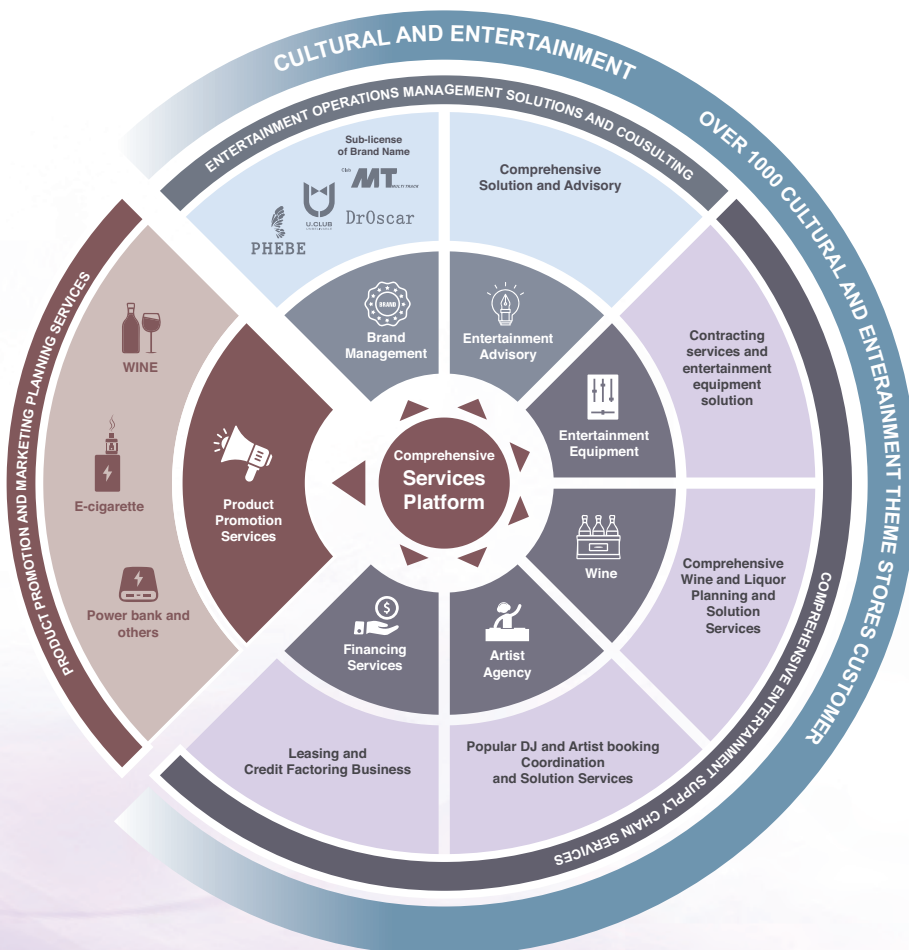 CULTURAL AND ENTERTAINMENT
OVER 1000 CULTURAL AND ENTERAINMENT THEME STORES CUSTOMER
ENTERTAINMENT OPERATIONS MANAGEMENT SOLUTIONS AND COUSULTING
Sub-license
of Brand Name
Club MT MULTI TRACK
U.CLUB
DrOscar
PHEBE
Comprehensive
Solution and Advisory
BRAND
Brand
Management
Entertainment
Advisory
PRODUCT PROMOTION AND MARKETING PLANNING SERVICES
WINE
E-cigarette
Power bank and
others
Product
Promotion
Services
Comprehensive
Services
Platform
Entertainment
Equipment
Contracting
services and
entertainment
equipment
solution
Wine
Comprehensive
Wine and Liquor
Planning and
Solution
Services
$
Financing
Services
Artist
Agency
Leasing and
Credit Factoring Business
Popular DJ and Artist booking
Coordination
and Solution Services
COMPREHENSIVE ENTERTAINMENT SUPPLY CHAIN SERVICES